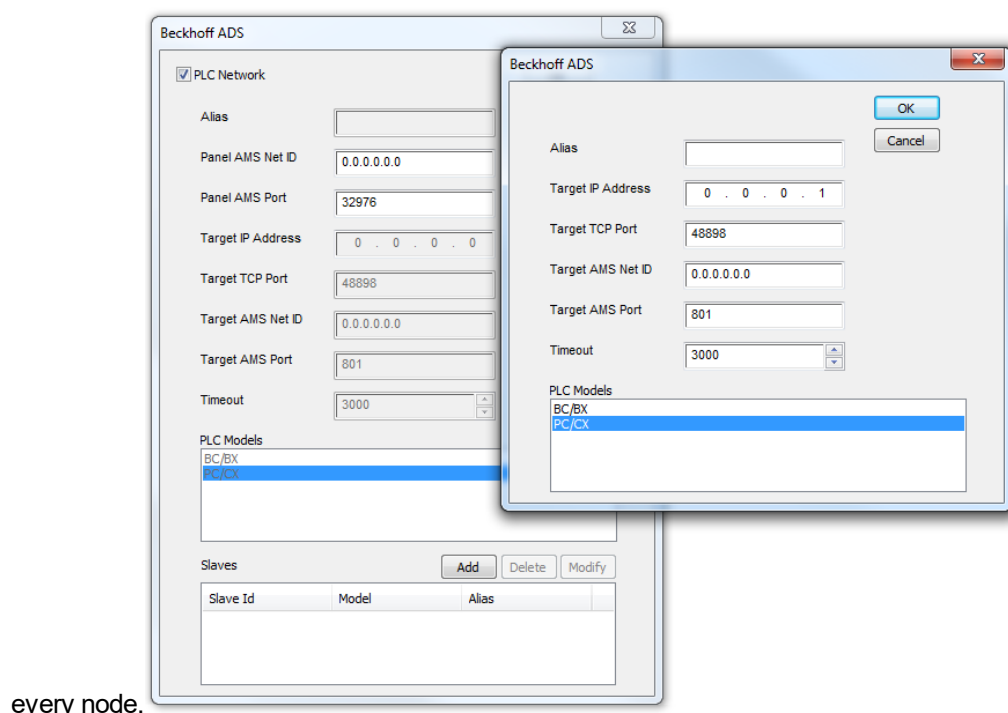 Beckhoff ADS
PLC Network
Alias
Panel AMS Net ID 0.0.0.0.0.0
Panel AMS Port 32976
Target IP Address 0 . 0 . 0 . 0
Target TCP Port 48898
Target AMS Net ID 0.0.0.0.0.0
Target AMS Port 801
Timeout 3000
PLC Models
BC/BX
PC/CX
Slaves Add Delete Modify
Slave Id Model Alias
Beckhoff ADS
OK
Cancel
Alias
Target IP Address 0 . 0 . 0 . 1
Target TCP Port 48898
Target AMS Net ID 0.0.0.0.0.0
Target AMS Port 801
Timeout 3000
PLC Models
BC/BX
PC/CX
every node.